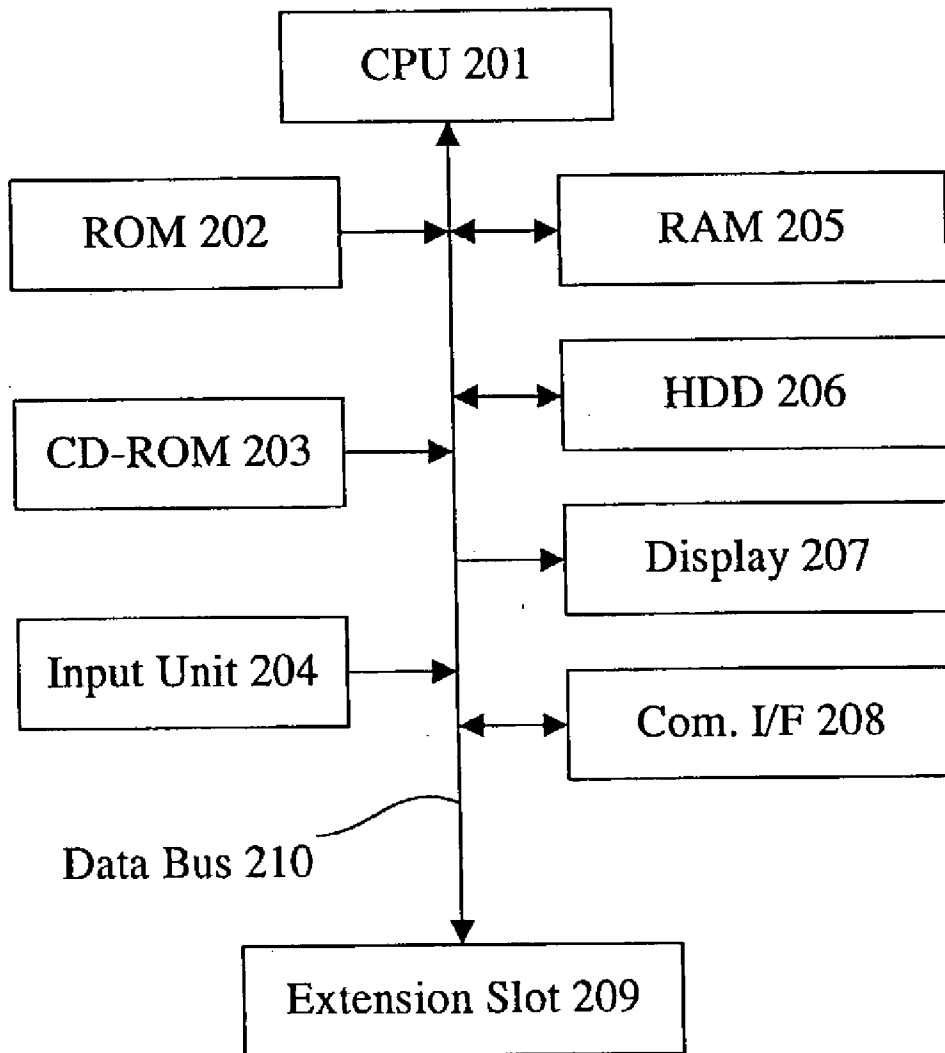 CPU 201
ROM 202
RAM 205
HDD 206
CD-ROM 203
Display 207
Input Unit 204
Com. I/F 208
Data Bus 210
Extension Slot 209